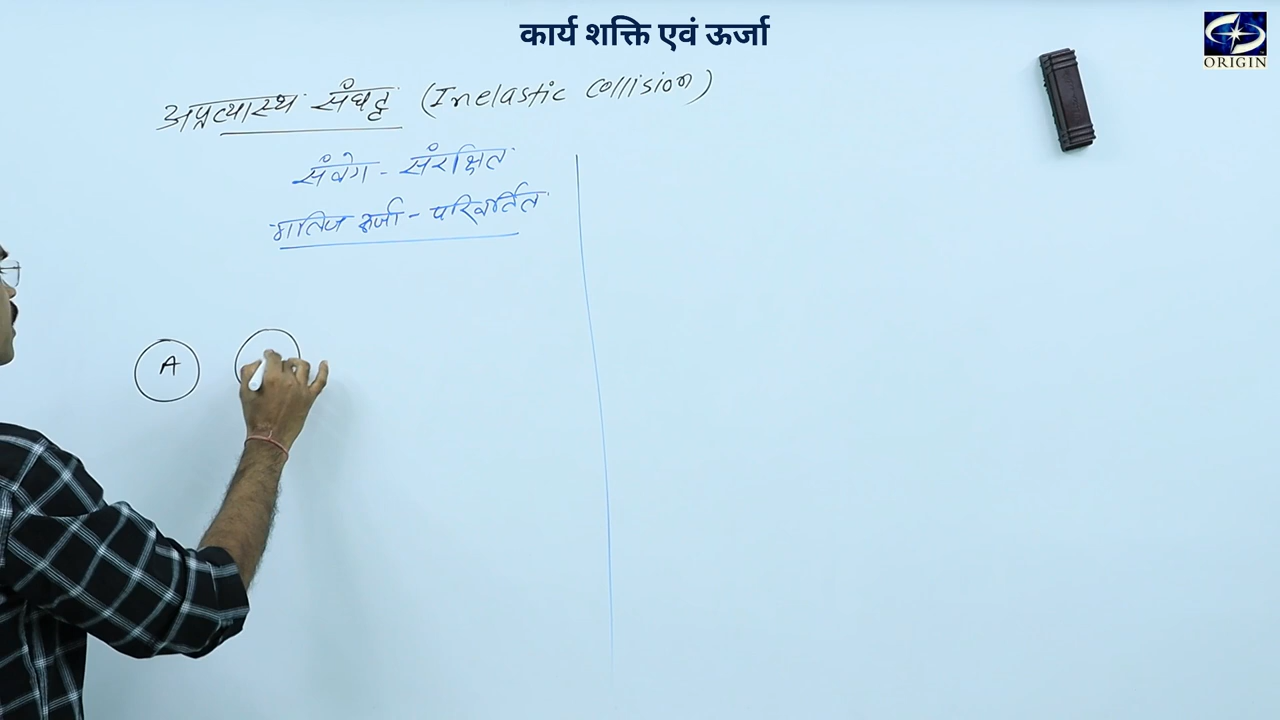 कार्य शक्ति एवं ऊर्जा
ORIGIN
अप्रत्यास्थ संघट्ट (Inelastic Collision)
संवेग - संरक्षित
गतिज ऊर्जा - परिवर्तित
A